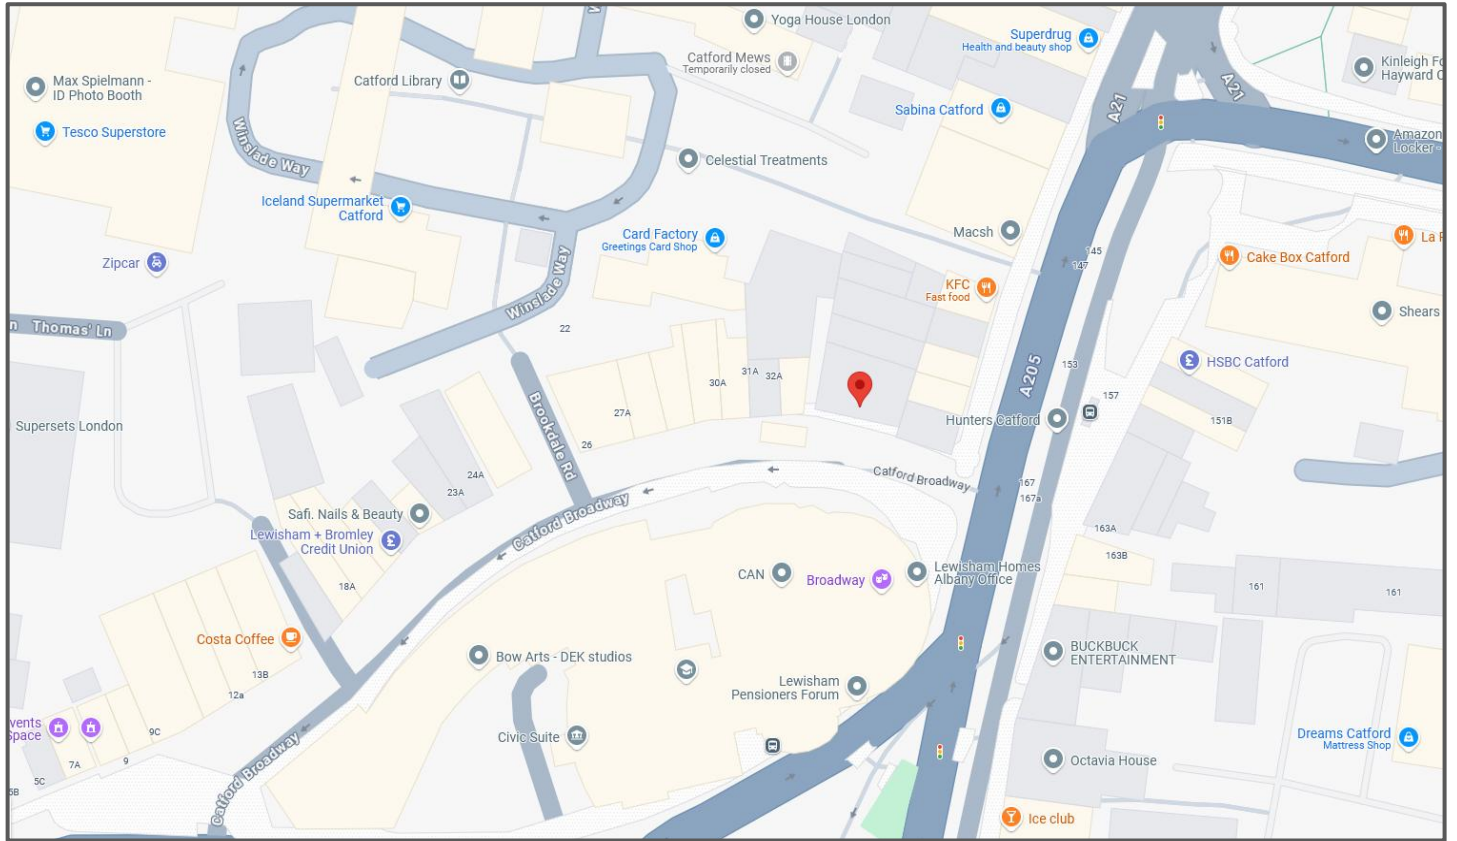 Yoga House London
Superdrug
Health and beauty shop
Catford Mews
Temporarily closed
Max Spielmann -
ID Photo Booth
Catford Library
Kinleigh
Hayward
A21
A21
Sabina Catford
Tesco Superstore
Winslade Way
Amazon
Locker -
Celestial Treatments
Iceland Supermarket
Catford
Card Factory
Greetings Card Shop
Macsh
145
147
La
Cake Box Catford
Zipcar
KFC
Fast food
Winslade Way
Shears
Thomas' Ln
22
A205
153
HSBC Catford
31A
32A
30A
157
27A
151B
Hunters Catford
Supersets London
Brookdale Rd
26
24A
23A
Catford Broadway
167
167a
Safi. Nails & Beauty
Catford Broadway
163A
Lewisham + Bromley
Credit Union
163B
18A
CAN
Broadway
Lewisham Homes
Albany Office
161
161
Costa Coffee
Bow Arts - DEK studios
BUCKBUCK
ENTERTAINMENT
13B
12a
Lewisham
Pensioners Forum
vents
Space
9C
Civic Suite
Dreams Catford
Mattress Shop
7A
9
5C
Octavia House
Catford Broadway
Ice club